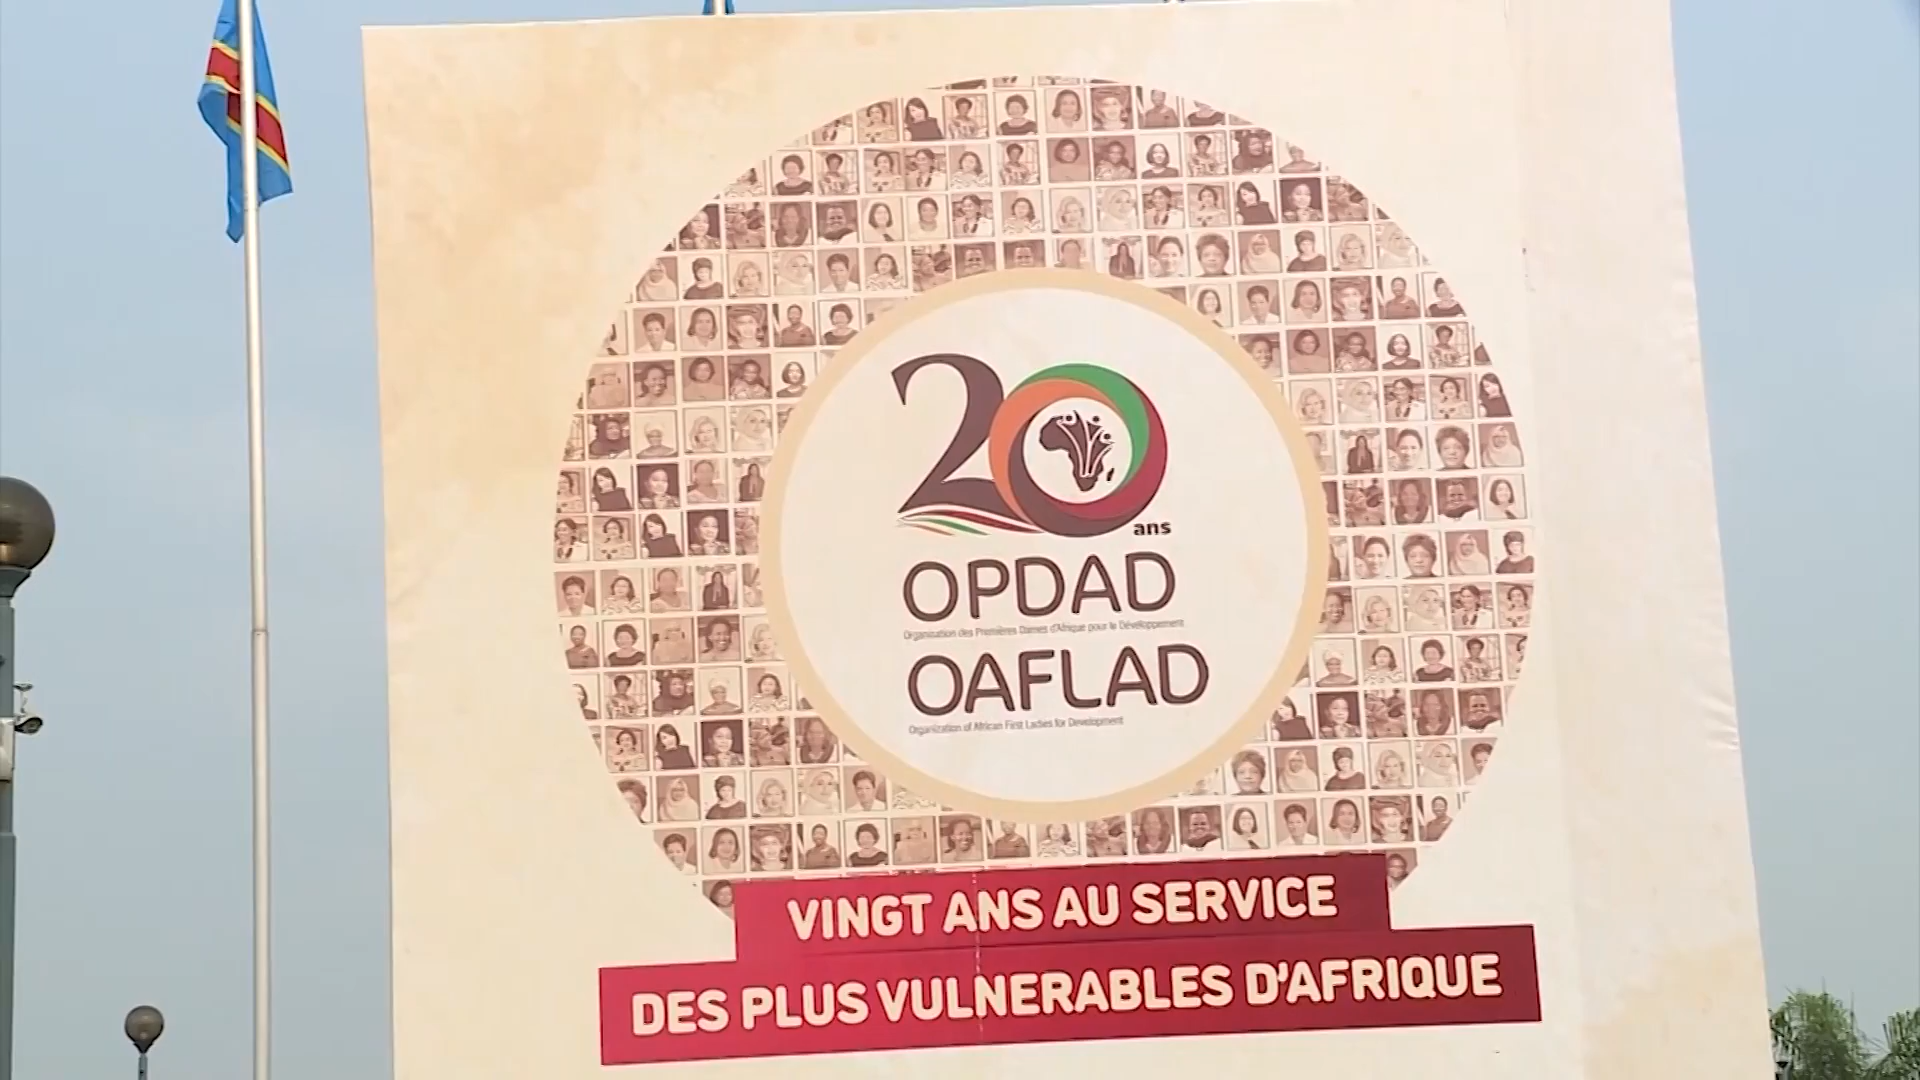 20
ans
OPDAD
Organisation des Premières Dames d'Afrique pour le Développement
OAFLAD
Organization of African First Ladies for Development
VINGT ANS AU SERVICE
DES PLUS VULNERABLES D'AFRIQUE